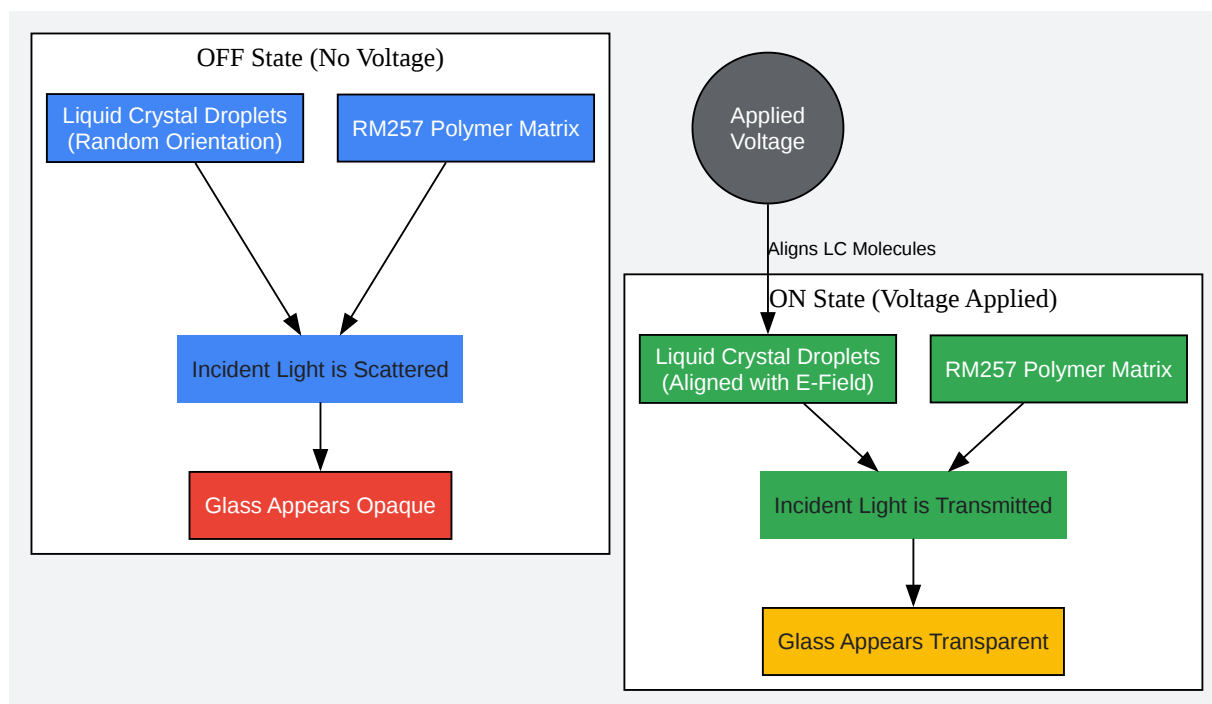 OFF State (No Voltage)
Liquid Crystal Droplets
(Random Orientation)
RM257 Polymer Matrix
Incident Light is Scattered
Glass Appears Opaque
Applied
Voltage
Aligns LC Molecules
ON State (Voltage Applied)
Liquid Crystal Droplets
(Aligned with E-Field)
RM257 Polymer Matrix
Incident Light is Transmitted
Glass Appears Transparent